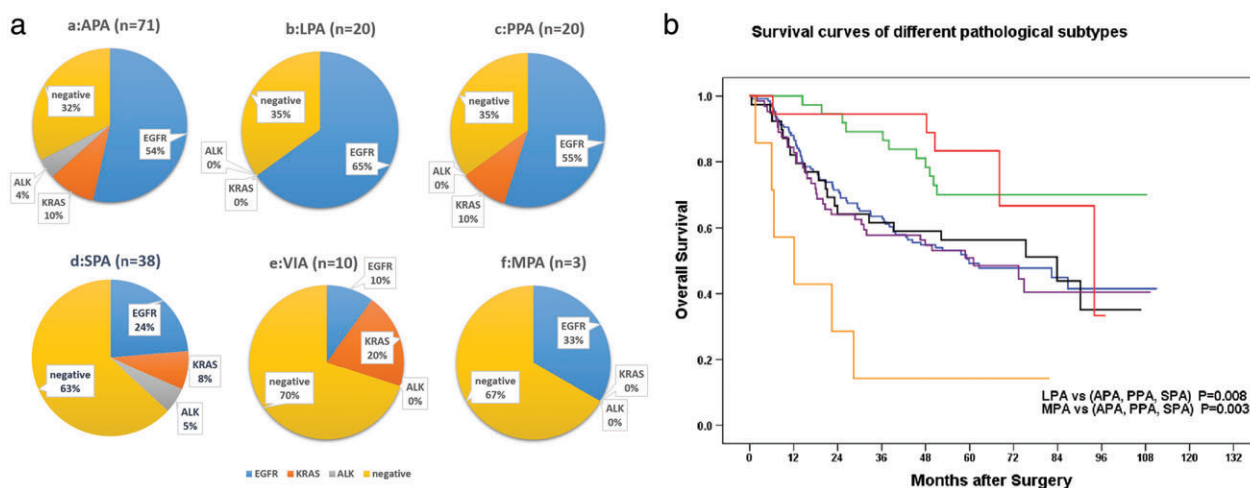 a
a:APA (n=71)
negative
32%
EGFR
54%
ALK
4%
KRAS
10%
b:LPA (n=20)
negative
35%
EGFR
65%
ALK
0%
KRAS
0%
c:PPA (n=20)
negative
35%
EGFR
55%
ALK
0%
KRAS
10%
d:SPA (n=38)
EGFR
24%
KRAS
8%
negative
63%
ALK
5%
e:VIA (n=10)
EGFR
10%
KRAS
20%
negative
70%
ALK
0%
f:MPA (n=3)
EGFR
33%
KRAS
0%
negative
67%
ALK
0%
EGFR KRAS ALK negative
b
Survival curves of different pathological subtypes
Overall Survival
1.0
0.8
0.6
0.4
0.2
0.0
LPA vs (APA, PPA, SPA) P=0.008
MPA vs (APA, PPA, SPA) P=0.003
0 12 24 36 48 60 72 84 96 108 120 132
Months after Surgery